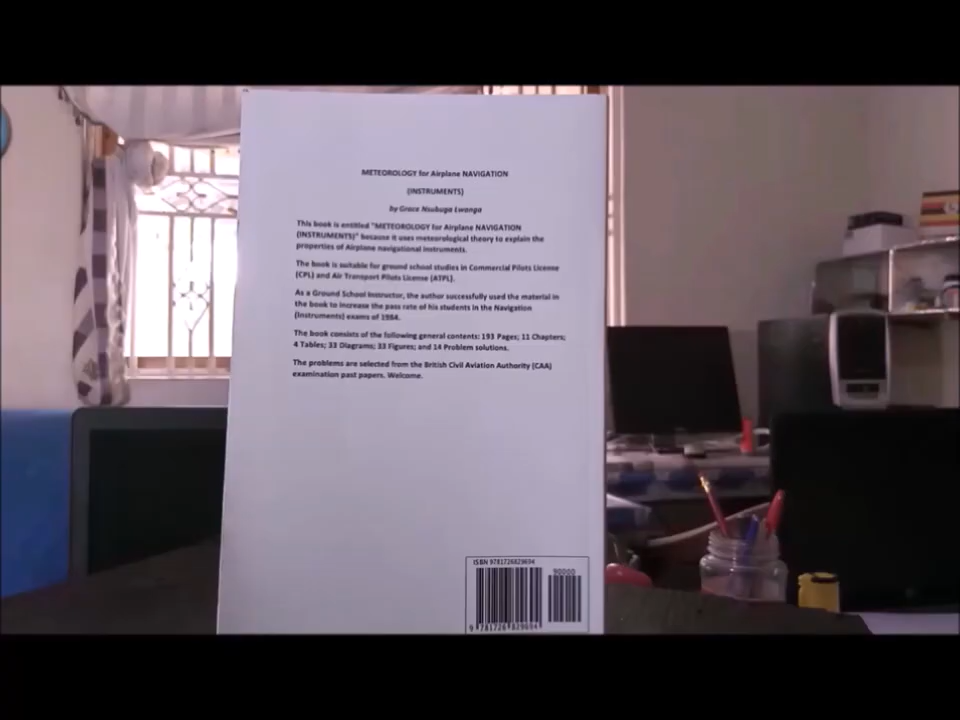 METEOROLOGY for Airplane NAVIGATION
(INSTRUMENTS)
by Grace Nsubuga Lwanga
This book is entitled "METEOROLOGY for Airplane NAVIGATION
(INSTRUMENTS)" because it uses meteorological theory to explain the
properties of Airplane navigational instruments.
The book is suitable for ground school studies in Commercial Pilots License
(CPL) and Air Transport Pilots License (ATPL).
As a Ground School Instructor, the author successfully used the material in
the book to increase the pass rate of his students in the Navigation
(Instruments) exams of 1984.
The book consists of the following general contents: 193 Pages; 11 Chapters;
4 Tables; 33 Diagrams; 33 Figures; and 14 Problem solutions.
The problems are selected from the British Civil Aviation Authority (CAA)
examination past papers. Welcome.
ISBN 9781726829694
90000
9 781726 829694